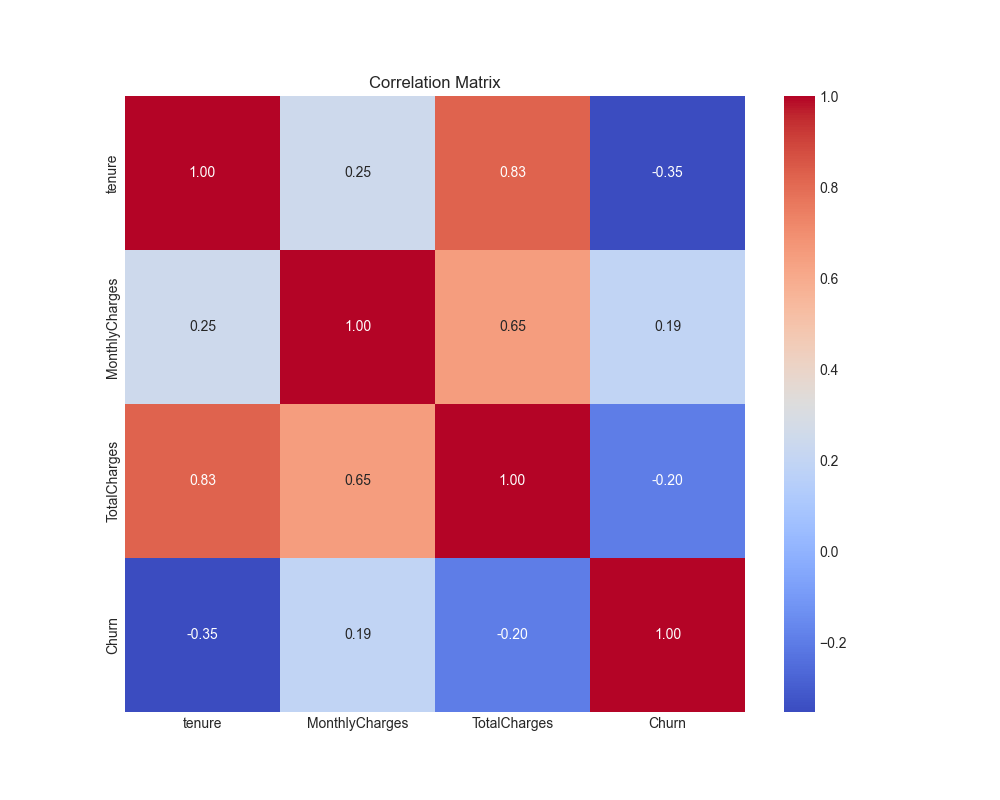 Correlation Matrix
tenure 1.00 0.25 0.83 -0.35
MonthlyCharges 0.25 1.00 0.65 0.19
TotalCharges 0.83 0.65 1.00 -0.20
Churn -0.35 0.19 -0.20 1.00
tenure MonthlyCharges TotalCharges Churn
1.0
0.8
0.6
0.4
0.2
0.0
−0.2